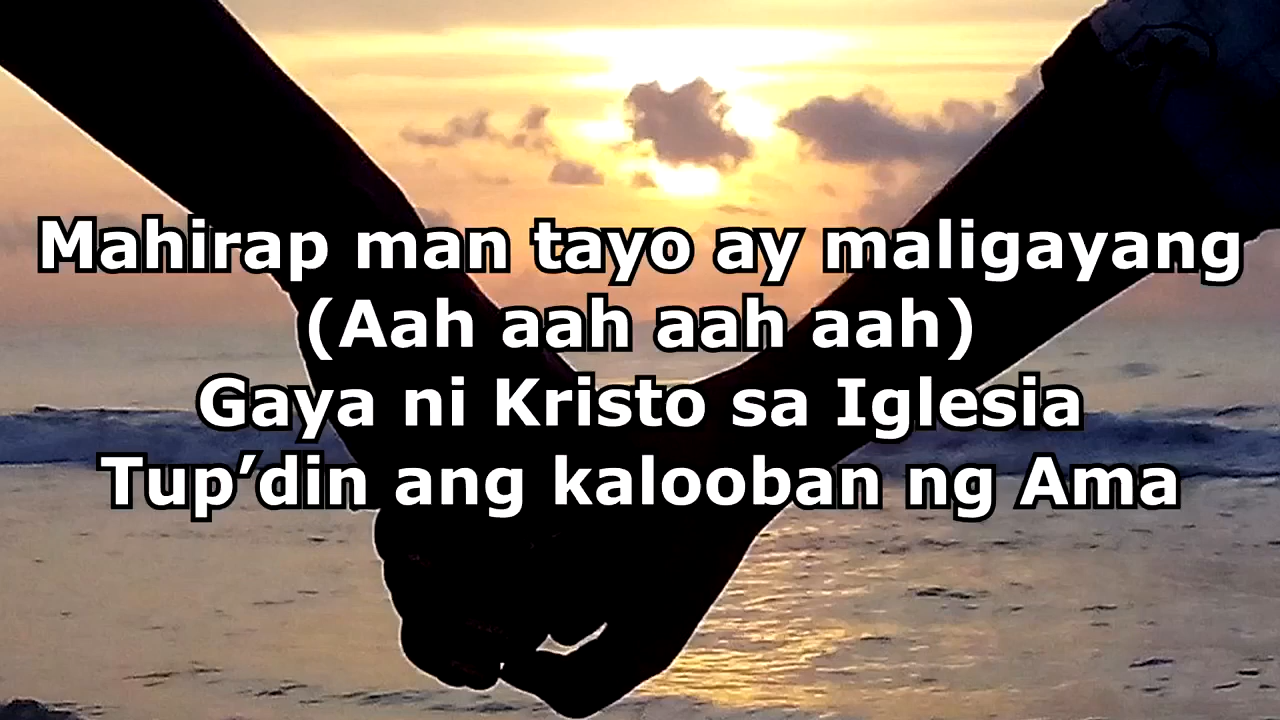 Mahirap man tayo ay maligayang
(Aah aah aah aah)
Gaya ni Kristo sa Iglesia
Tup’din ang kalooban ng Ama